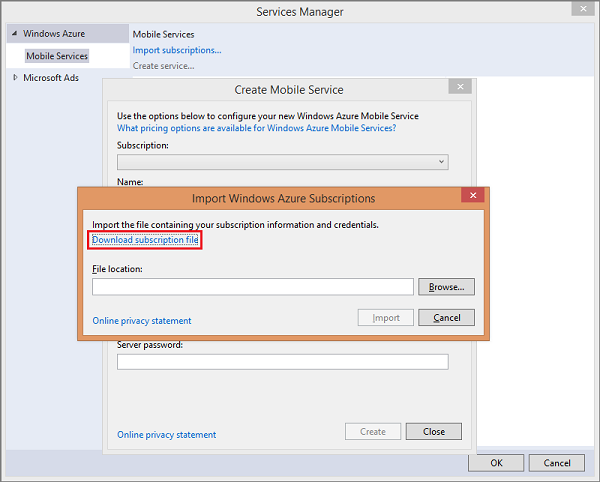 Services Manager
Windows Azure
Mobile Services
Microsoft Ads
Mobile Services
Import subscriptions...
Create service...
Create Mobile Service
Use the options below to configure your new Windows Azure Mobile Service
What pricing options are available for Windows Azure Mobile Services?
Subscription:
Name:
Import Windows Azure Subscriptions
Import the file containing your subscription information and credentials.
Download subscription file
File location:
Browse...
Online privacy statement
Import
Cancel
Server password:
Online privacy statement
Create
Close
OK
Cancel